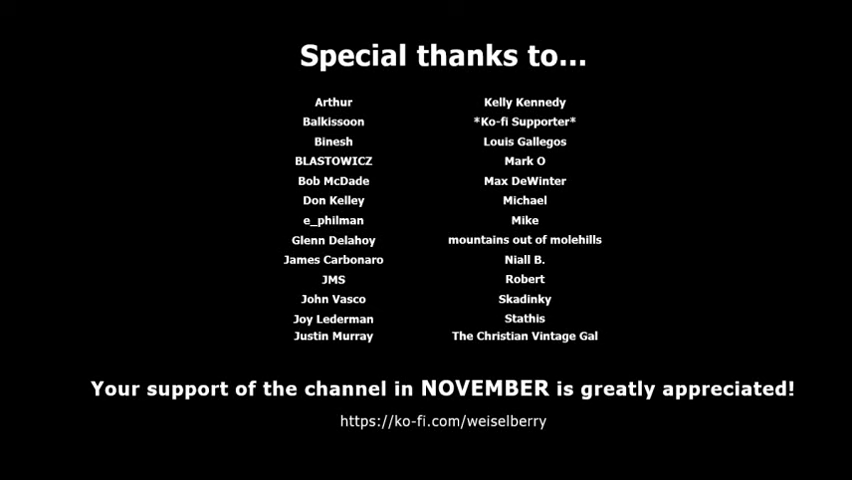 Special thanks to...
Arthur
Balkissoon
Binesh
BLASTOWICZ
Bob McDade
Don Kelley
e_philman
Glenn Delahoy
James Carbonaro
JMS
John Vasco
Joy Lederman
Justin Murray
Kelly Kennedy
*Ko-fi Supporter*
Louis Gallegos
Mark O
Max DeWinter
Michael
Mike
mountains out of molehills
Niall B.
Robert
Skadinky
Stathis
The Christian Vintage Gal
Your support of the channel in NOVEMBER is greatly appreciated!
https://ko-fi.com/weiselberry